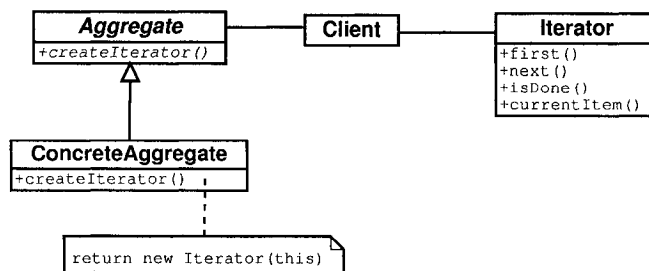 Aggregate
+createIterator()
Client
Iterator
+first()
+next()
+isDone()
+currentItem()
ConcreteAggregate
+createIterator()
return new Iterator(this)